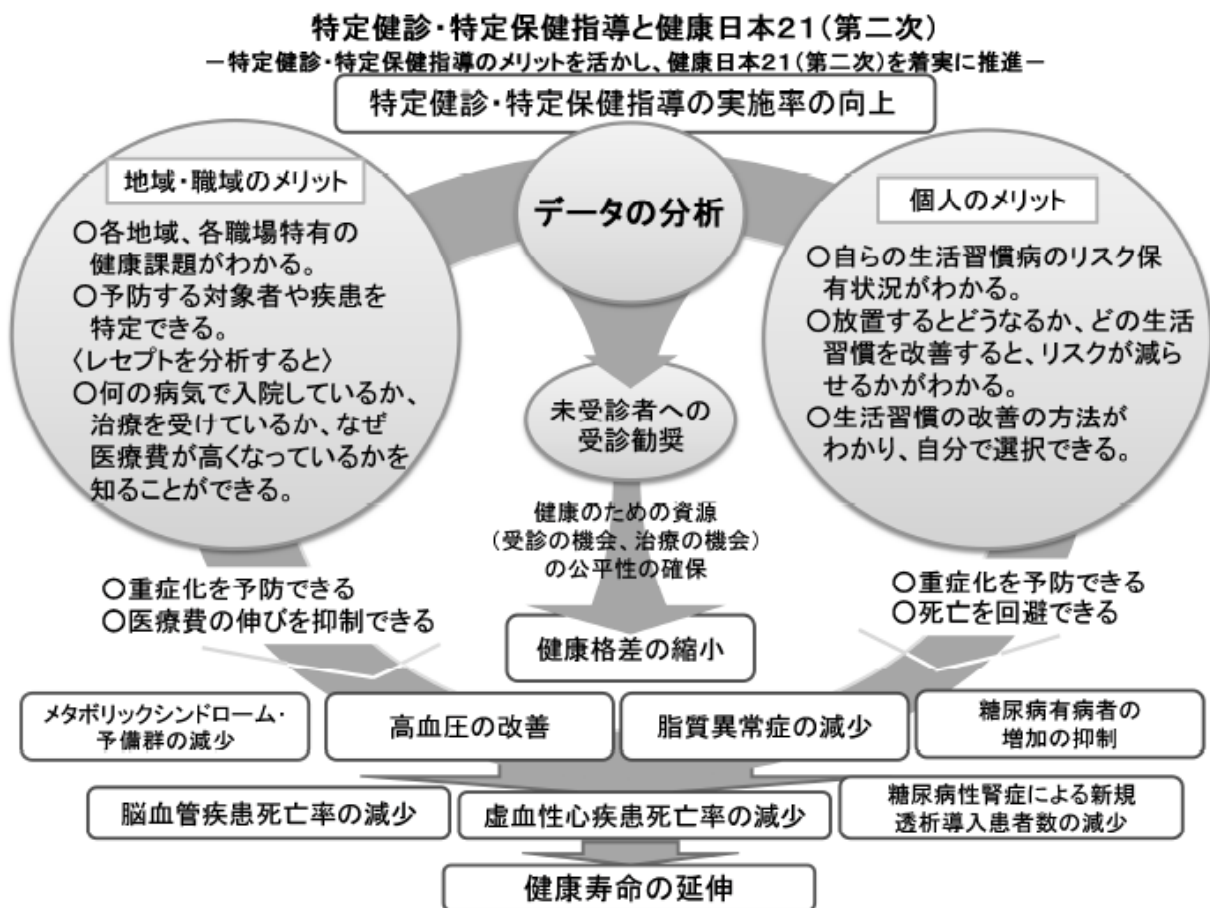 特定健診・特定保健指導と健康日本21(第二次)
－特定健診・特定保健指導のメリットを活かし、健康日本21(第二次)を着実に推進－
特定健診・特定保健指導の実施率の向上
地域・職域のメリット
○各地域、各職場特有の
健康課題がわかる。
○予防する対象者や疾患を
特定できる。
〈レセプトを分析すると〉
○何の病気で入院しているか、
治療を受けているか、なぜ
医療費が高くなっているかを
知ることができる。
データの分析
未受診者への
受診勧奨
健康のための資源
(受診の機会、治療の機会)
の公平性の確保
健康格差の縮小
個人のメリット
○自らの生活習慣病のリスク保
有状況がわかる。
○放置するとどうなるか、どの生活
習慣を改善すると、リスクが減ら
せるかがわかる。
○生活習慣の改善の方法が
わかり、自分で選択できる。
○重症化を予防できる
○医療費の伸びを抑制できる
○重症化を予防できる
○死亡を回避できる
メタボリックシンドローム・
予備群の減少
高血圧の改善
脂質異常症の減少
糖尿病有病者の
増加の抑制
脳血管疾患死亡率の減少
虚血性心疾患死亡率の減少
糖尿病性腎症による新規
透析導入患者数の減少
健康寿命の延伸